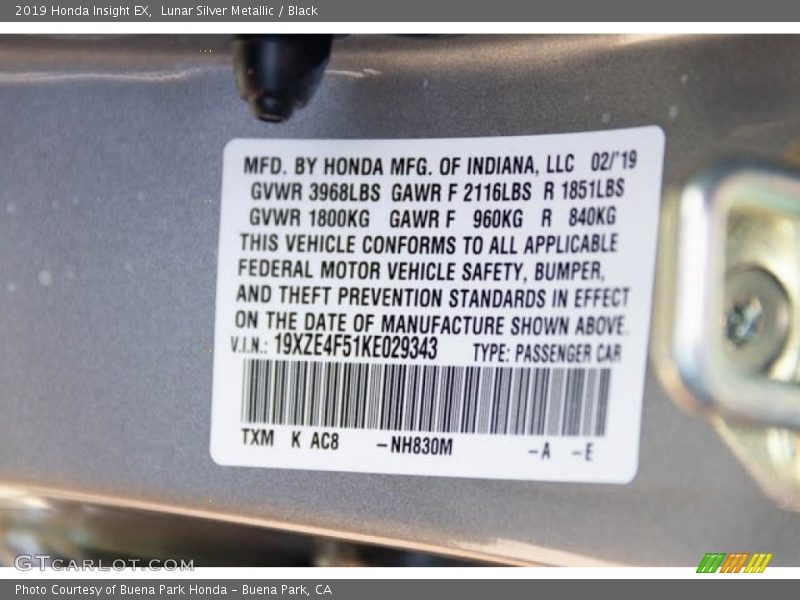 2019 Honda Insight EX, Lunar Silver Metallic / Black
MFD. BY HONDA MFG. OF INDIANA, LLC 02/'19
GVWR 3968LBS GAWR F 2116LBS R 1851LBS
GVWR 1800KG GAWR F 960KG R 840KG
THIS VEHICLE CONFORMS TO ALL APPLICABLE
FEDERAL MOTOR VEHICLE SAFETY, BUMPER,
AND THEFT PREVENTION STANDARDS IN EFFECT
ON THE DATE OF MANUFACTURE SHOWN ABOVE.
V.I.N.: 19XZE4F51KE029343 TYPE: PASSENGER CAR
TXM K AC8 -NH830M -A -E
GTCARLOT.COM
Photo Courtesy of Buena Park Honda - Buena Park, CA